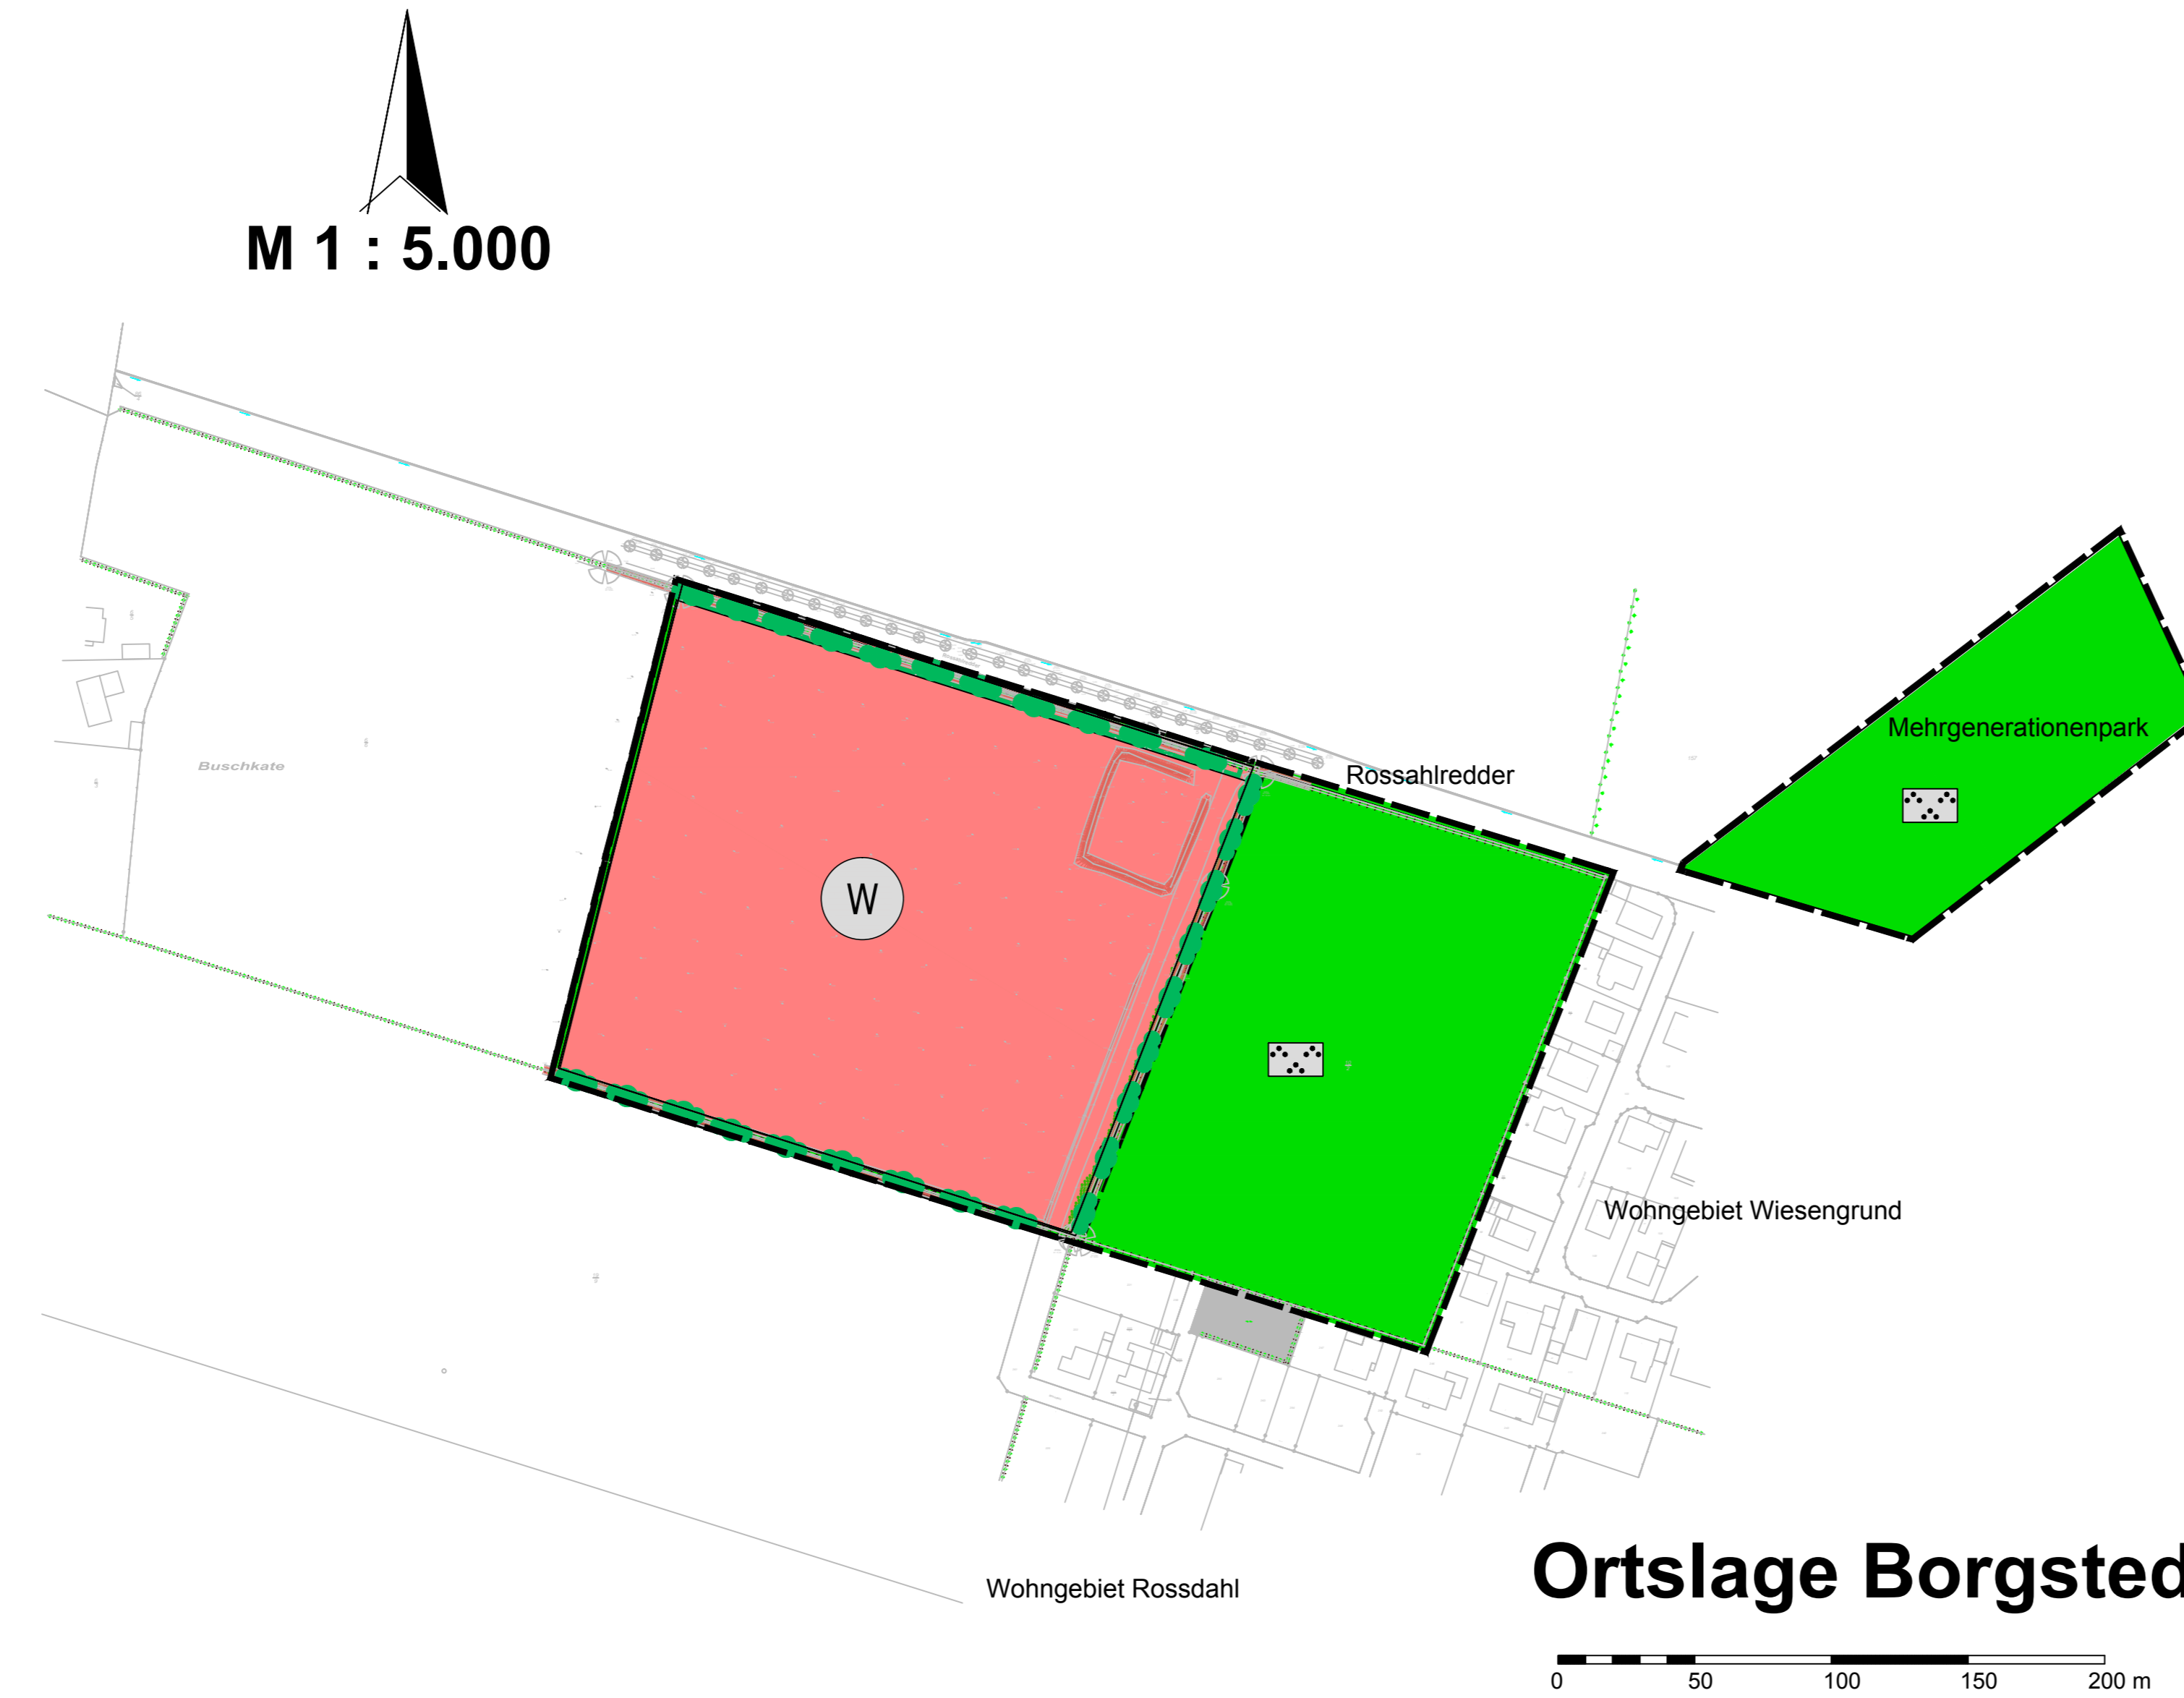 M 1 : 5.000
Mehrgenerationenpark
Buschkate
Rossahlredder
W
Wohngebiet Wiesengrund
Ortslage Borgsted
Wohngebiet Rossdahl
0 50 100 150 200 m